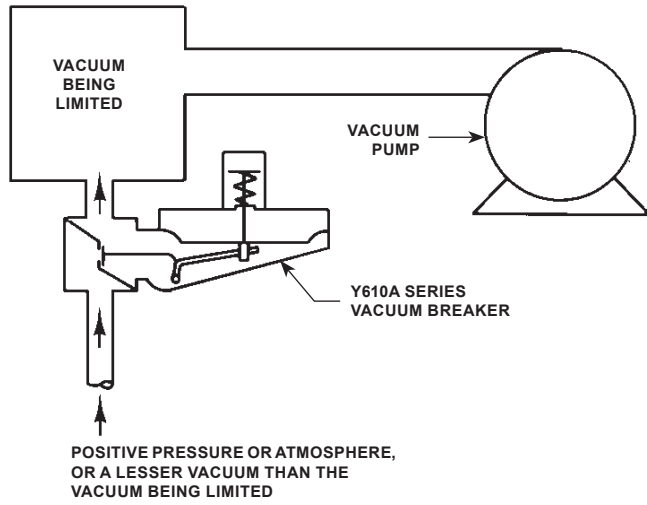 VACUUM
BEING
LIMITED
VACUUM
PUMP
Y610A SERIES
VACUUM BREAKER
POSITIVE PRESSURE OR ATMOSPHERE,
OR A LESSER VACUUM THAN THE
VACUUM BEING LIMITED